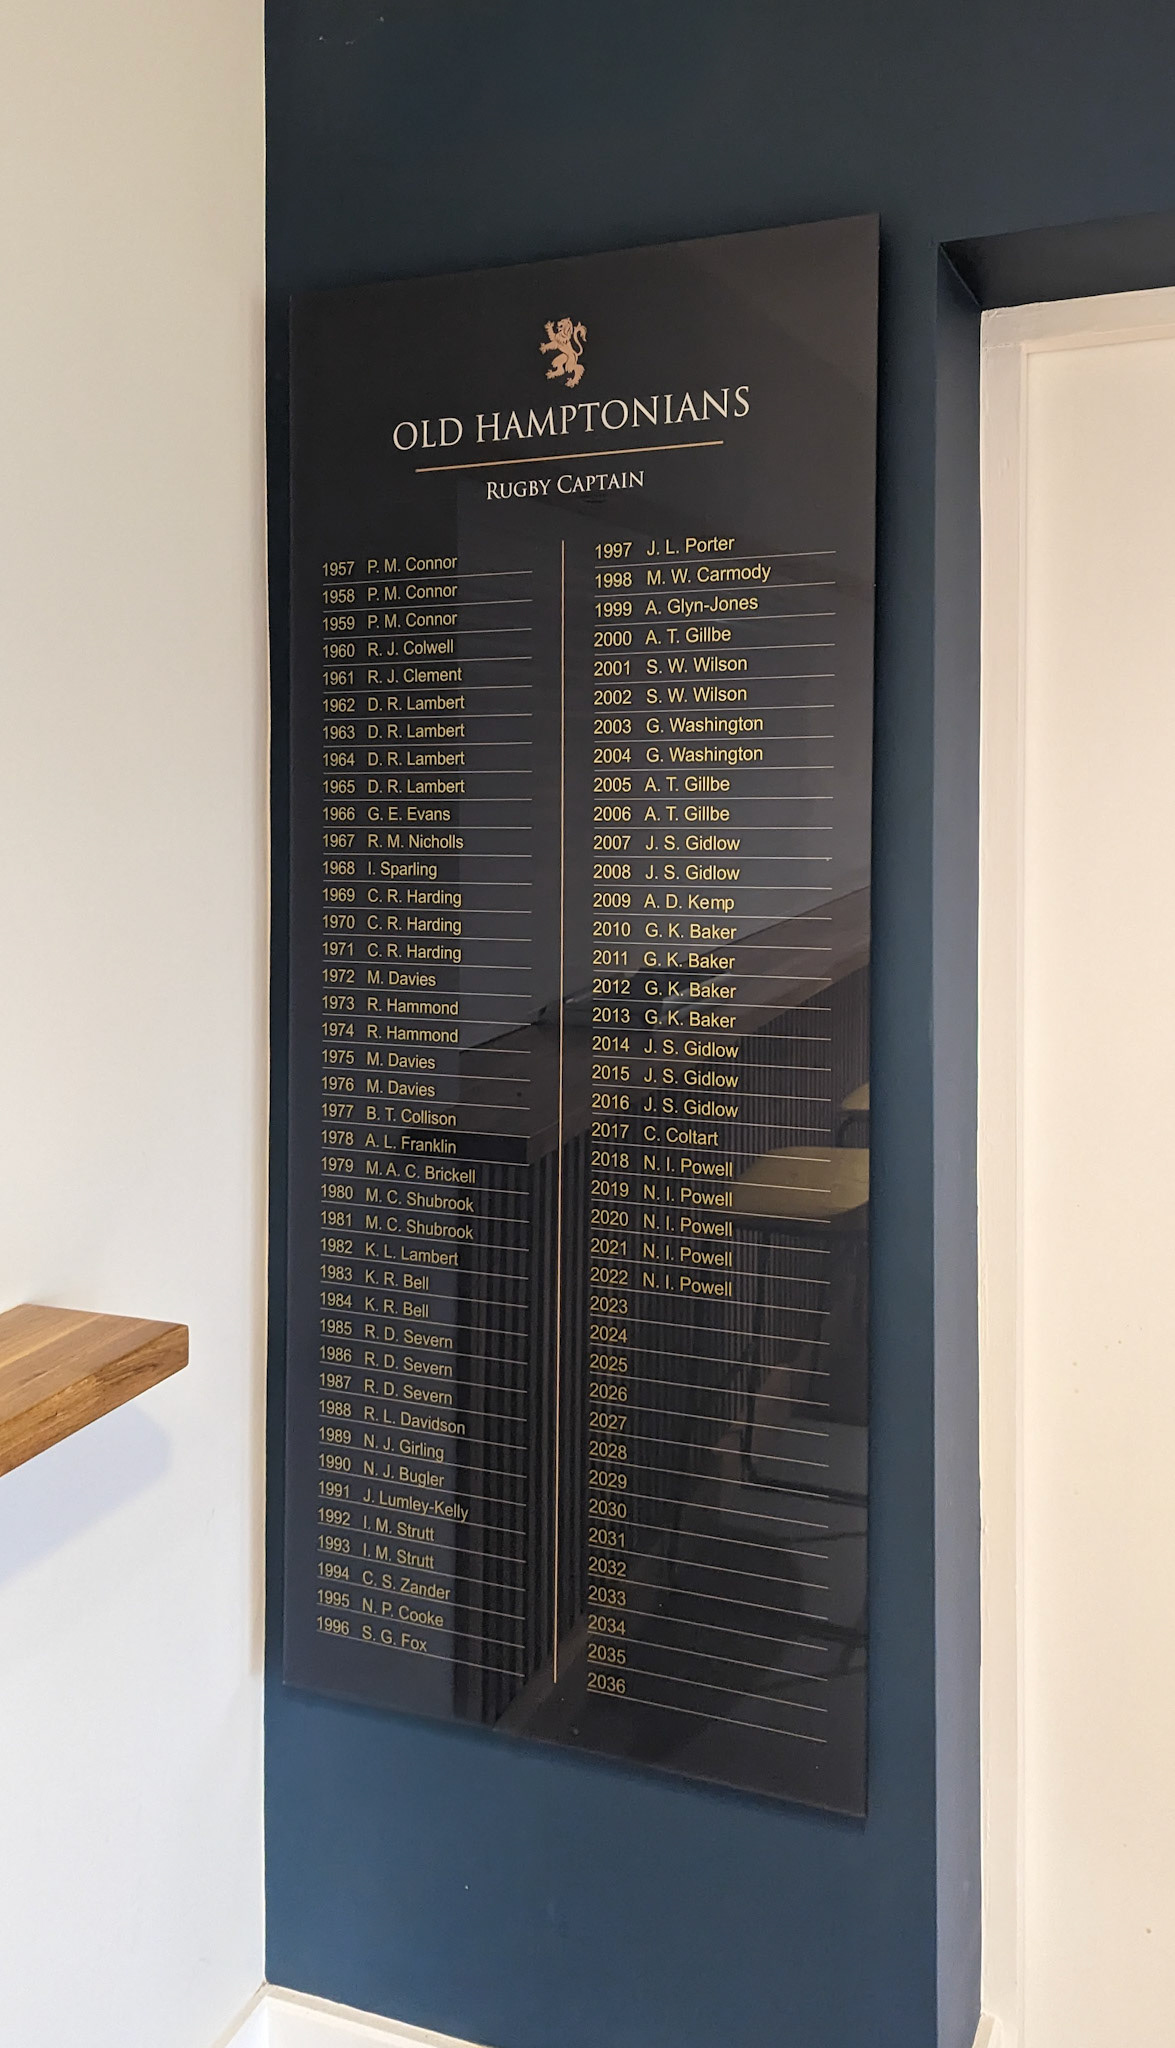 OLD HAMPTONIANS
RUGBY CAPTAIN
1957 P. M. Connor
1958 P. M. Connor
1959 P. M. Connor
1960 R. J. Colwell
1961 R. J. Clement
1962 D. R. Lambert
1963 D. R. Lambert
1964 D. R. Lambert
1965 D. R. Lambert
1966 G. E. Evans
1967 R. M. Nicholls
1968 I. Sparling
1969 C. R. Harding
1970 C. R. Harding
1971 C. R. Harding
1972 M. Davies
1973 R. Hammond
1974 R. Hammond
1975 M. Davies
1976 M. Davies
1977 B. T. Collison
1978 A. L. Franklin
1979 M. A. C. Brickell
1980 M. C. Shubrook
1981 M. C. Shubrook
1982 K. L. Lambert
1983 K. R. Bell
1984 K. R. Bell
1985 R. D. Severn
1986 R. D. Severn
1987 R. D. Severn
1988 R. L. Davidson
1989 N. J. Girling
1990 N. J. Bugler
1991 J. Lumley-Kelly
1992 I. M. Strutt
1993 I. M. Strutt
1994 C. S. Zander
1995 N. P. Cooke
1996 S. G. Fox
1997 J. L. Porter
1998 M. W. Carmody
1999 A. Glyn-Jones
2000 A. T. Gillbe
2001 S. W. Wilson
2002 S. W. Wilson
2003 G. Washington
2004 G. Washington
2005 A. T. Gillbe
2006 A. T. Gillbe
2007 J. S. Gidlow
2008 J. S. Gidlow
2009 A. D. Kemp
2010 G. K. Baker
2011 G. K. Baker
2012 G. K. Baker
2013 G. K. Baker
2014 J. S. Gidlow
2015 J. S. Gidlow
2016 J. S. Gidlow
2017 C. Coltart
2018 N. I. Powell
2019 N. I. Powell
2020 N. I. Powell
2021 N. I. Powell
2022 N. I. Powell
2023
2024
2025
2026
2027
2028
2029
2030
2031
2032
2033
2034
2035
2036